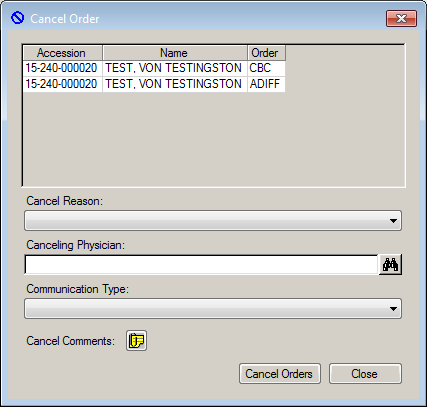 Cancel Order
Accession Name Order
15-240-000020 TEST, VON TESTINGSTON CBC
15-240-000020 TEST, VON TESTINGSTON ADIFF
Cancel Reason:
Canceling Physician:
Communication Type:
Cancel Comments:
Cancel Orders Close